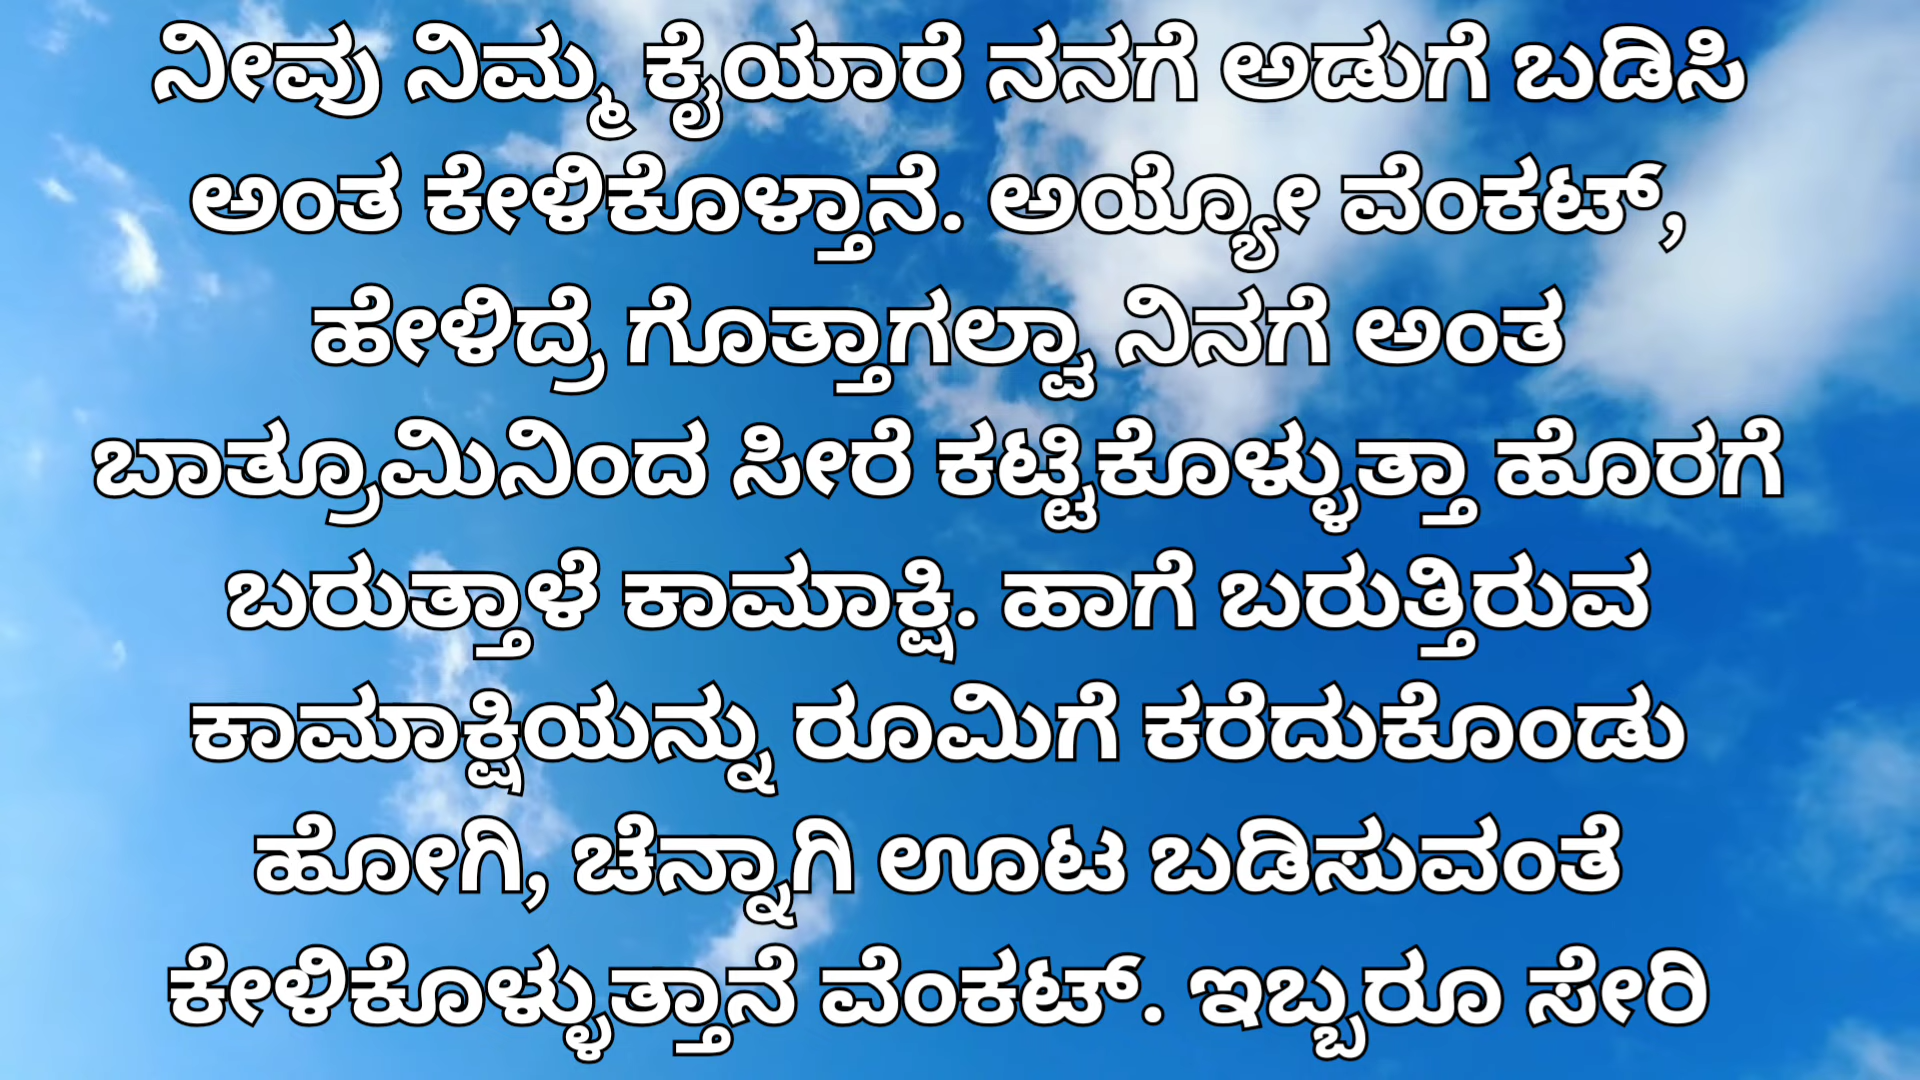 ನೀವು ನಿಮ್ಮ ಕೈಯಾರೆ ನನಗೆ ಅಡುಗೆ ಬಡಿಸಿ
ಅಂತ ಕೇಳಿಕೊಳ್ತಾನೆ. ಅಯ್ಯೋ ವೆಂಕಟ್,
ಹೇಳಿದ್ರೆ ಗೊತ್ತಾಗಲ್ವಾ ನಿನಗೆ ಅಂತ
ಬಾತ್ರೂಮಿನಿಂದ ಸೀರೆ ಕಟ್ಟಿಕೊಳ್ಳುತ್ತಾ ಹೊರಗೆ
ಬರುತ್ತಾಳೆ ಕಾಮಾಕ್ಷಿ. ಹಾಗೆ ಬರುತ್ತಿರುವ
ಕಾಮಾಕ್ಷಿಯನ್ನು ರೂಮಿಗೆ ಕರೆದುಕೊಂಡು
ಹೋಗಿ, ಚೆನ್ನಾಗಿ ಊಟ ಬಡಿಸುವಂತೆ
ಕೇಳಿಕೊಳ್ಳುತ್ತಾನೆ ವೆಂಕಟ್. ಇಬ್ಬರೂ ಸೇರಿ